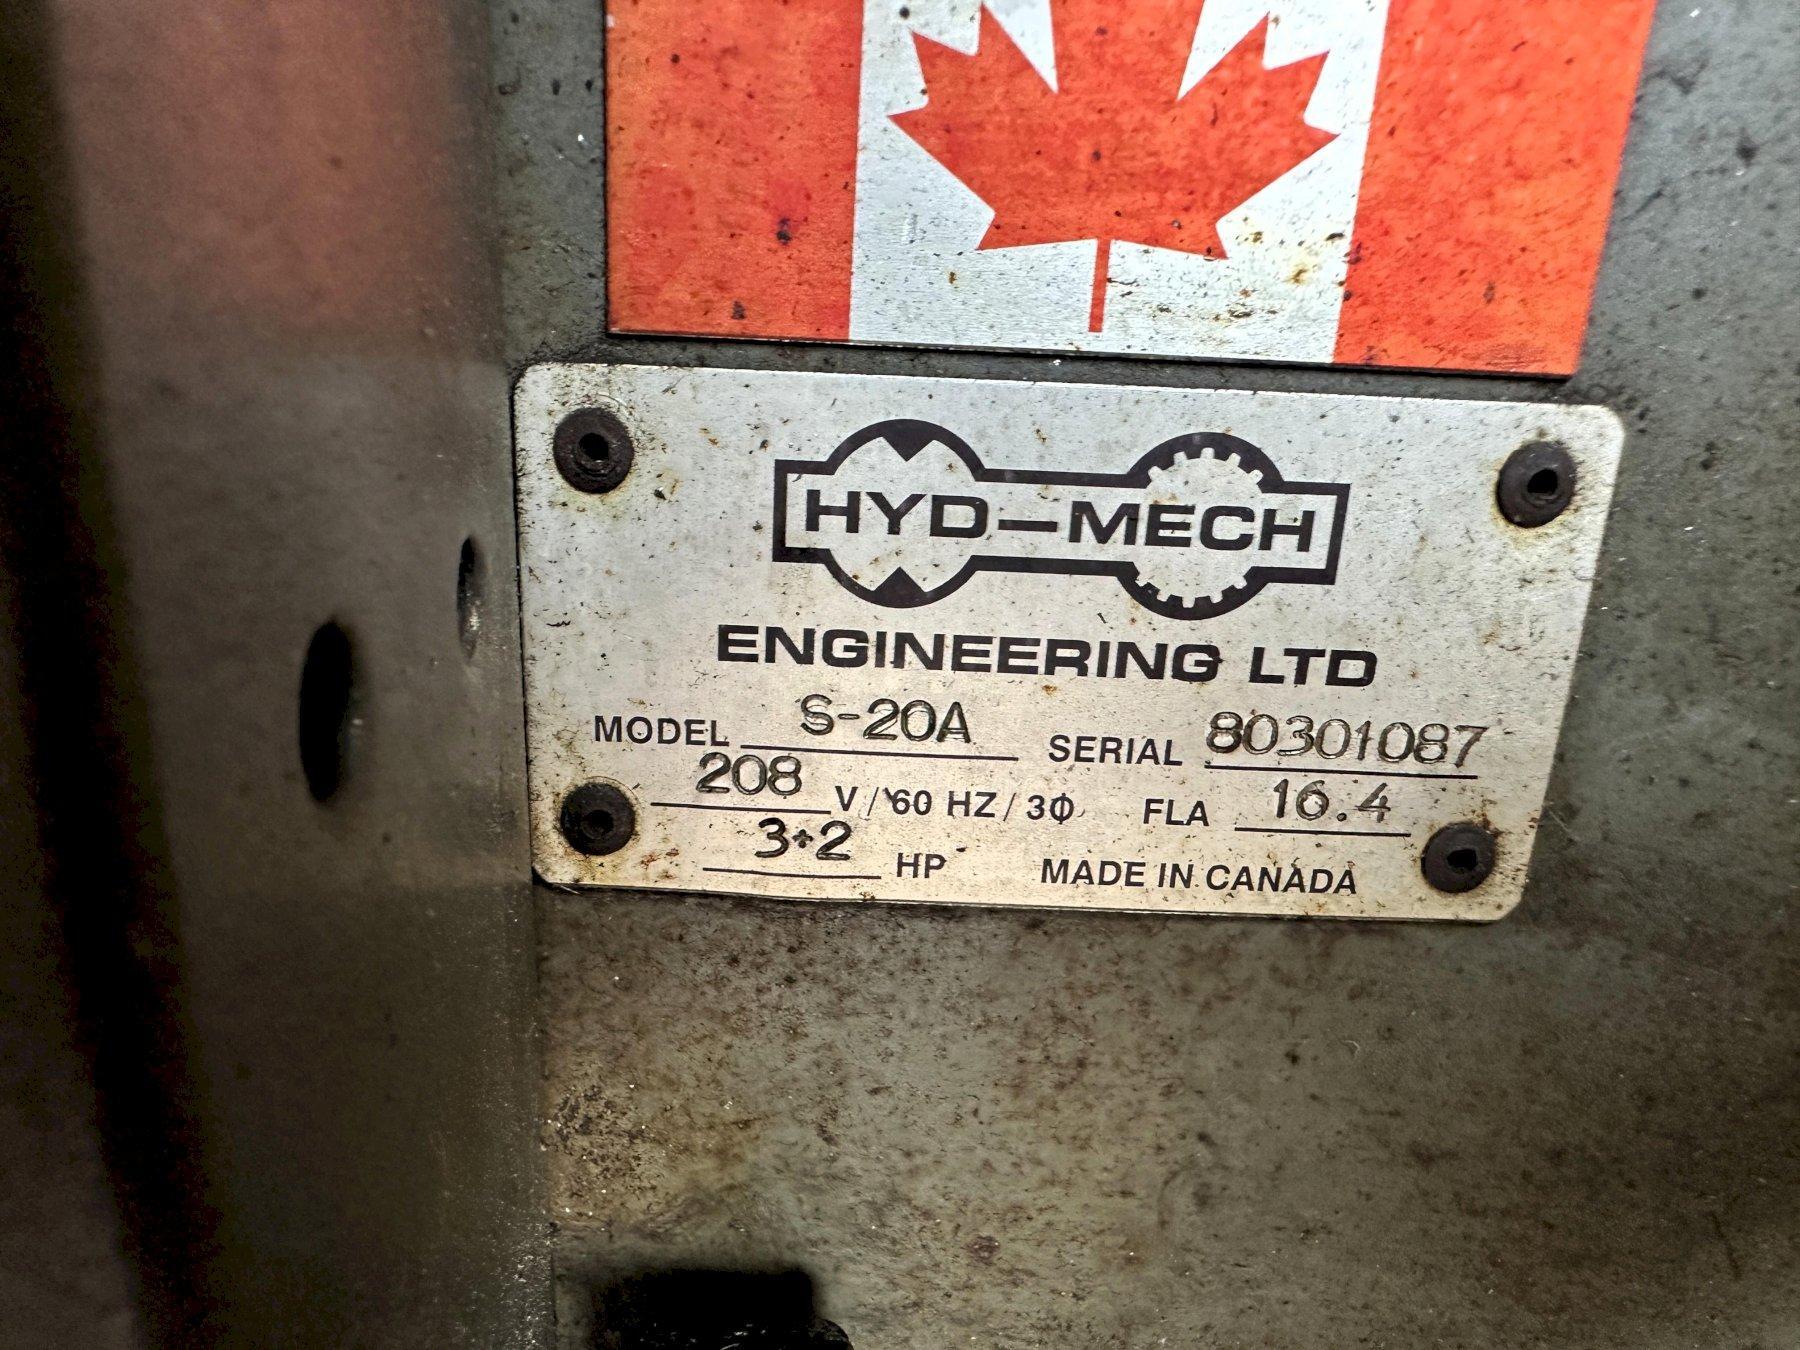 HYD-MECH
ENGINEERING LTD
MODEL S-20A SERIAL 80301087
208 V/60 HZ/3Φ FLA 16.4
3+2 HP MADE IN CANADA